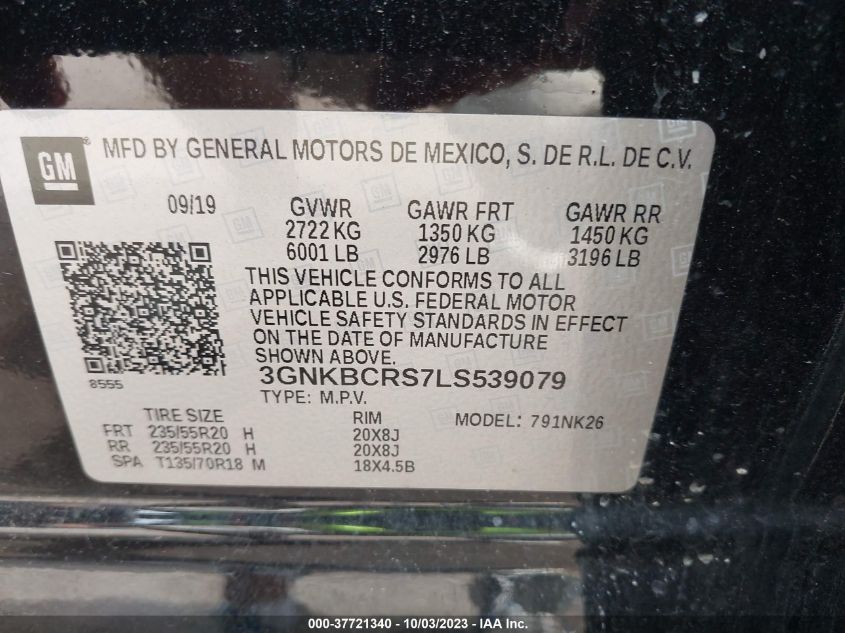 GM ® MFD BY GENERAL MOTORS DE MEXICO, S. DE R.L. DE C.V.
09/19 GVWR GAWR FRT GAWR RR
2722 KG 1350 KG 1450 KG
6001 LB 2976 LB 3196 LB
THIS VEHICLE CONFORMS TO ALL
APPLICABLE U.S. FEDERAL MOTOR
VEHICLE SAFETY STANDARDS IN EFFECT
ON THE DATE OF MANUFACTURE
SHOWN ABOVE.
8555
3GNKBCRS7LS539079
TYPE: M.P.V.
TIRE SIZE RIM MODEL: 791NK26
FRT 235/55R20 H 20X8J
RR 235/55R20 H 20X8J
SPA T135/70R18 M 18X4.5B
000-37721340 - 10/03/2023 - ©IAA Inc.